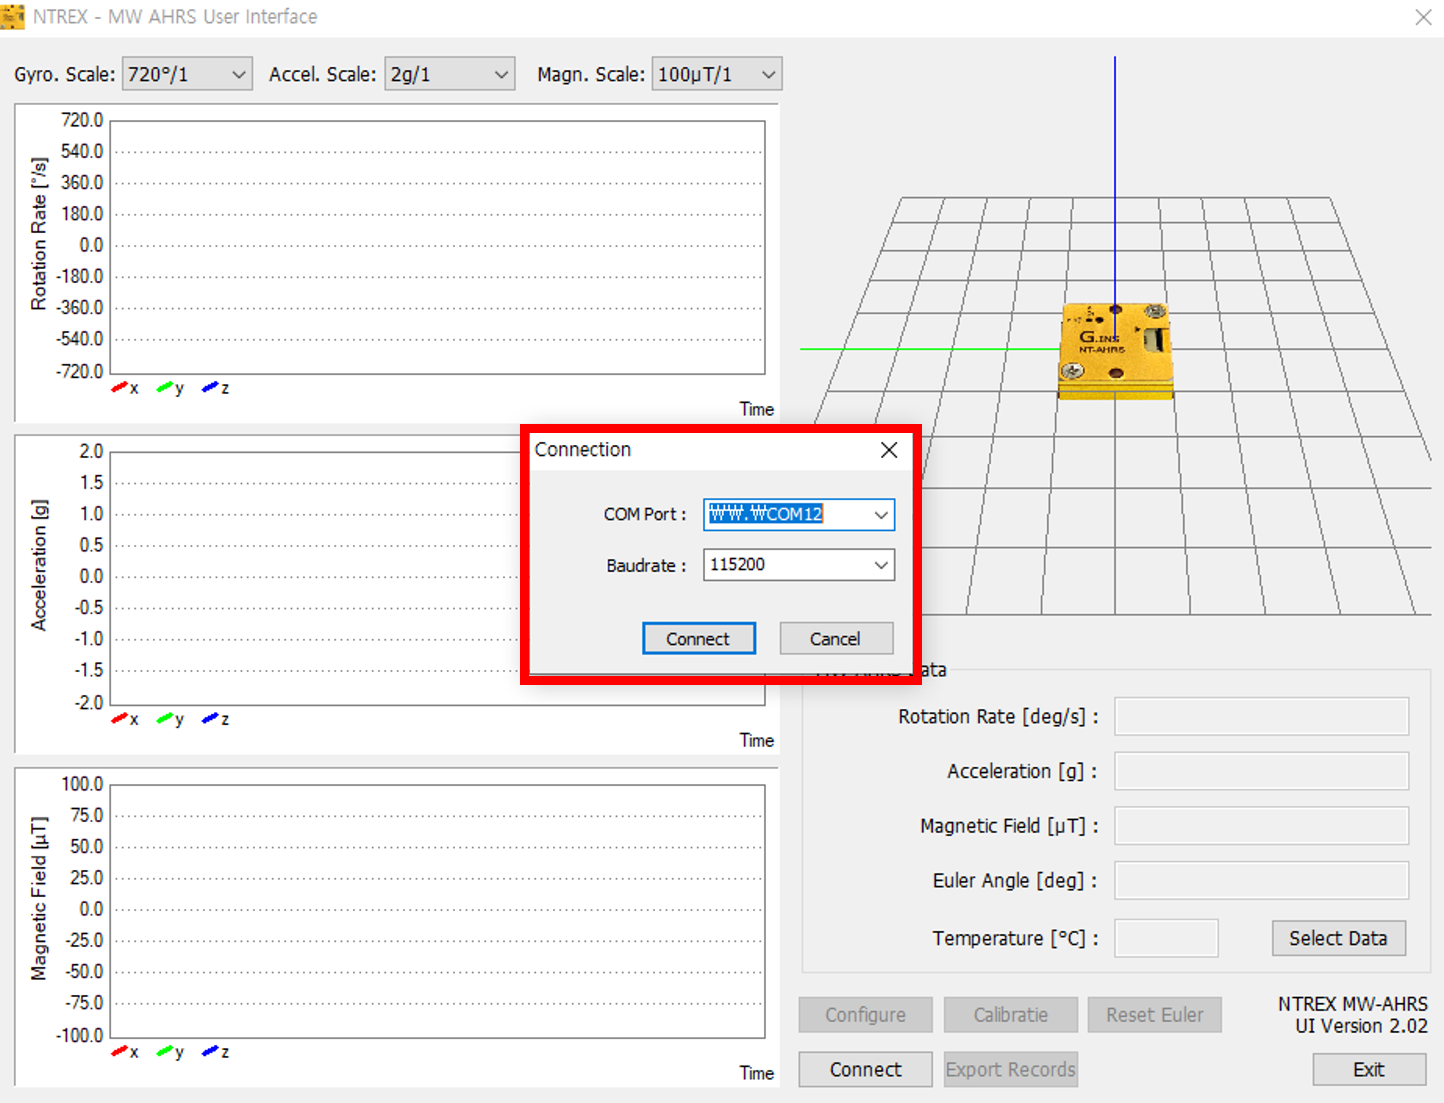 NTREX - MW AHRS User Interface
Gyro. Scale: 720°/1 Accel. Scale: 2g/1 Magn. Scale: 100µT/1
Rotation Rate [°/s]
720.0
540.0
360.0
180.0
0.0
-180.0
-360.0
-540.0
-720.0
x y z
Time
Acceleration [g]
2.0
1.5
1.0
0.5
0.0
-0.5
-1.0
-1.5
-2.0
x y z
Time
Magnetic Field [µT]
100.0
75.0
50.0
25.0
0.0
-25.0
-50.0
-75.0
-100.0
x y z
Time
G.INS
NT-AHRS
Connection
COM Port : ₩₩.₩COM12
Baudrate : 115200
Connect Cancel
Rotation Rate [deg/s] :
Acceleration [g] :
Magnetic Field [µT] :
Euler Angle [deg] :
Temperature [°C] : Select Data
Configure Calibratie Reset Euler
NTREX MW-AHRS
UI Version 2.02
Connect Export Records Exit